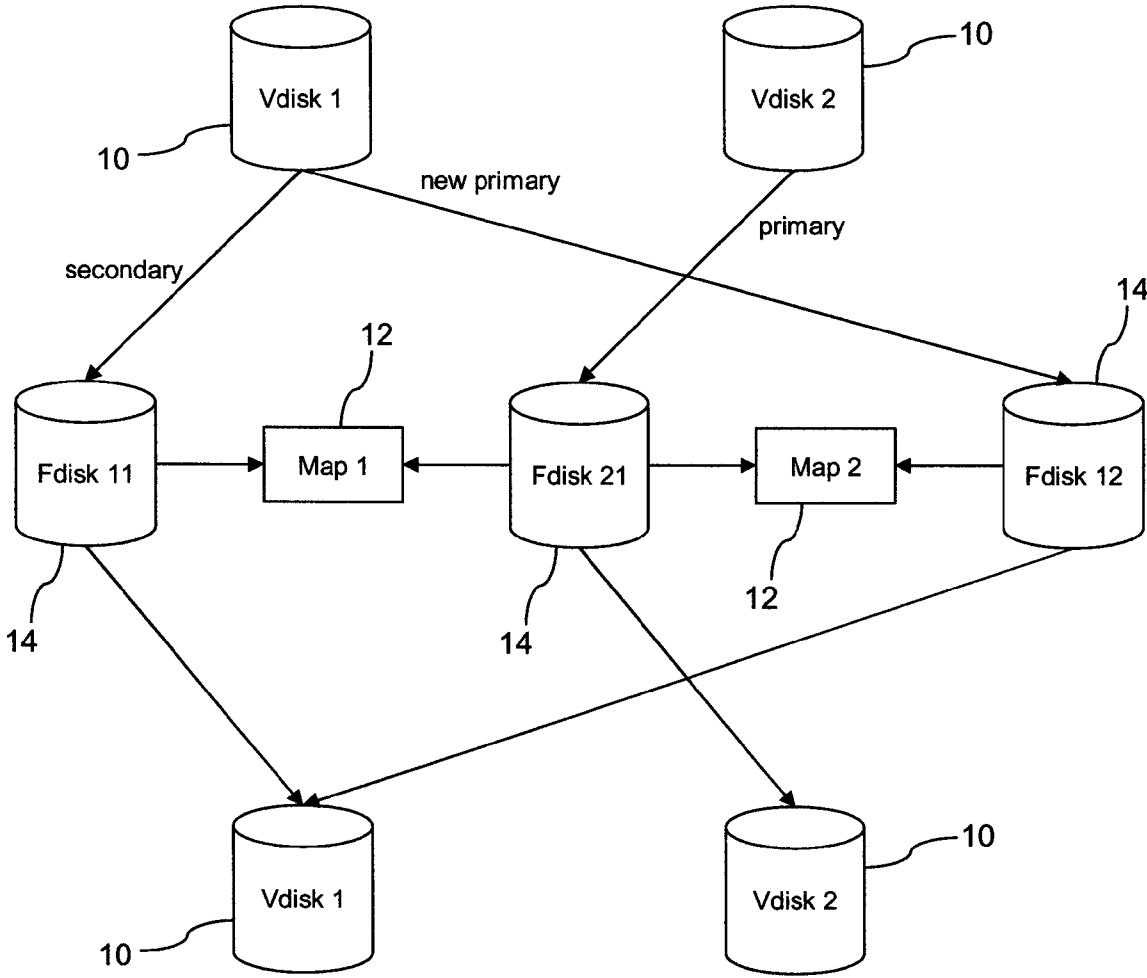 Vdisk 1
10
Vdisk 2
10
new primary
primary
secondary
14
12
Fdisk 11
Map 1
Fdisk 21
Map 2
Fdisk 12
14
14
12
Vdisk 1
10
Vdisk 2
10